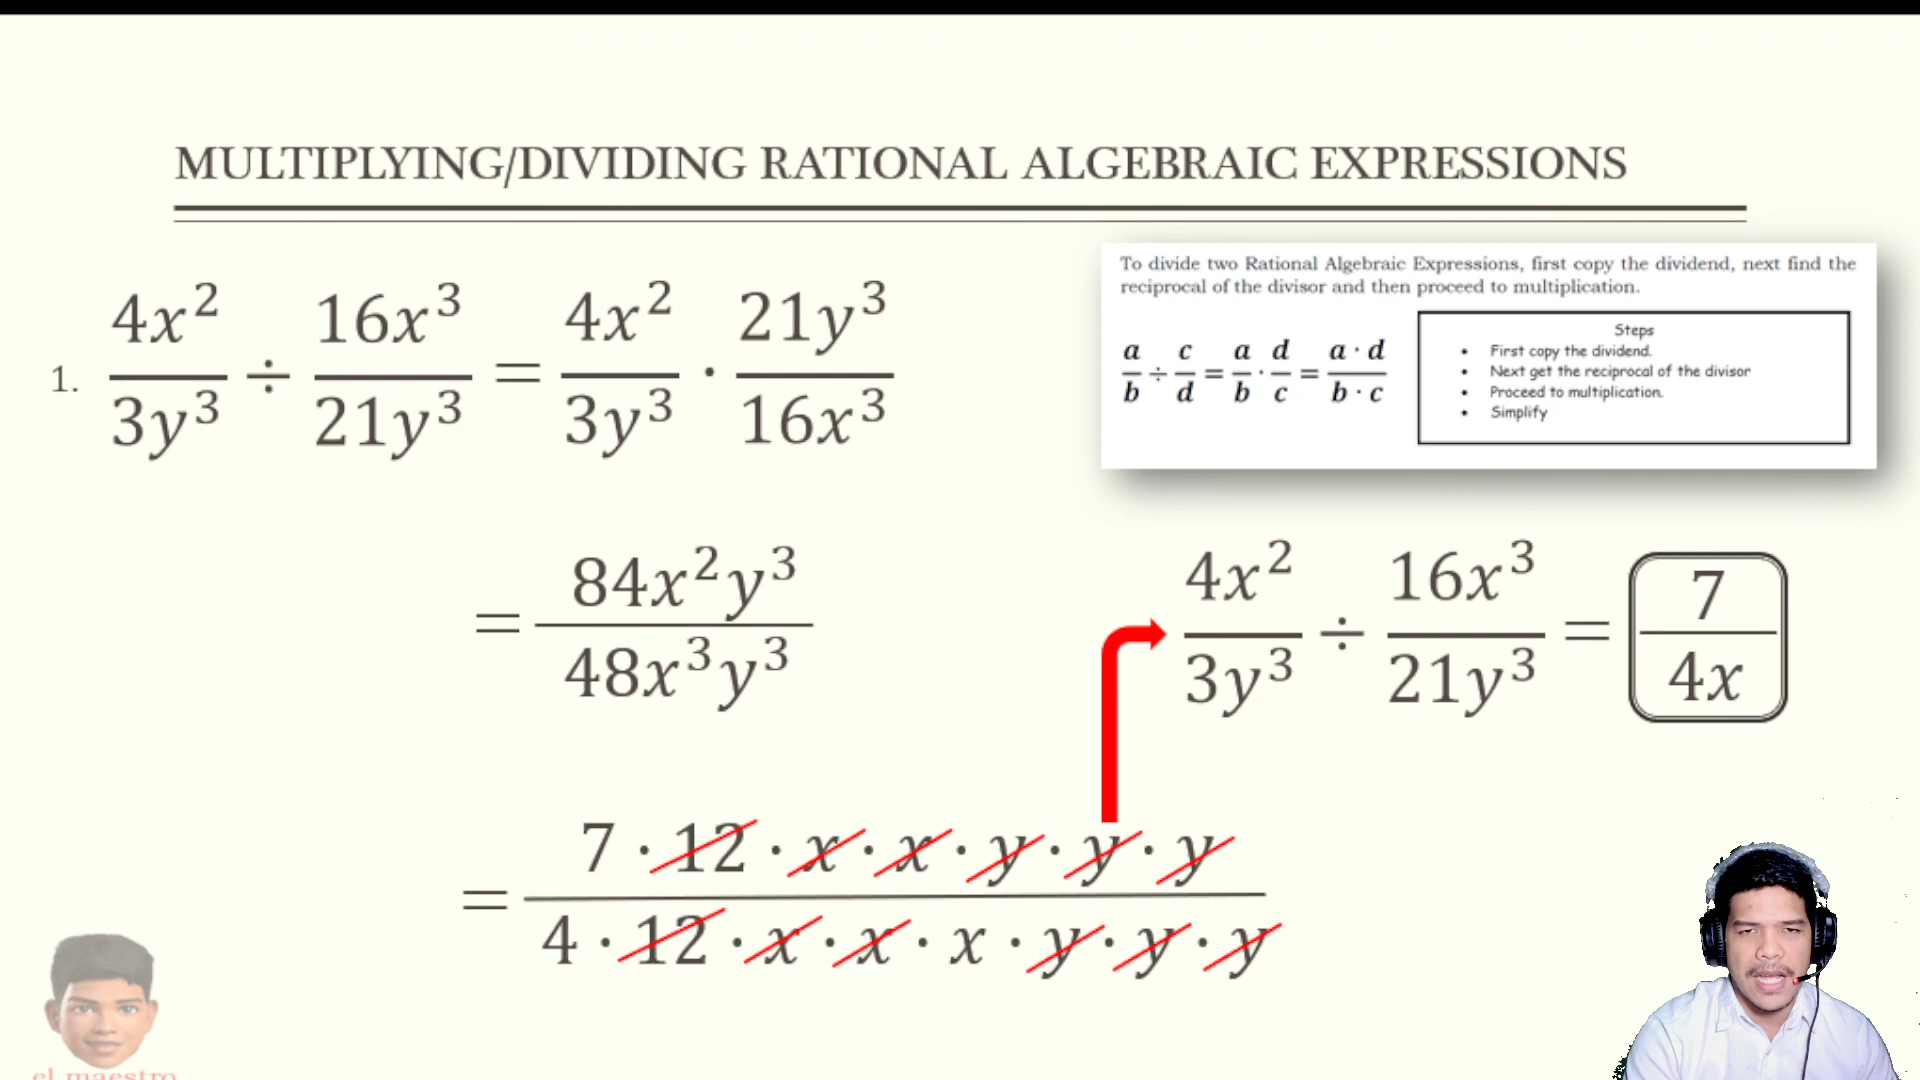 MULTIPLYING/DIVIDING RATIONAL ALGEBRAIC EXPRESSIONS
1. 4x²/3y³ ÷ 16x³/21y³ = 4x²/3y³ · 21y³/16x³
To divide two Rational Algebraic Expressions, first copy the dividend, next find the
reciprocal of the divisor and then proceed to multiplication.
a/b ÷ c/d = a/b · d/c = a · d/b · c
Steps
• First copy the dividend.
• Next get the reciprocal of the divisor
• Proceed to multiplication.
• Simplify
= 84x²y³/48x³y³
4x²/3y³ ÷ 16x³/21y³ = 7/4x
= 7 · 12 · x · x · y · y · y/4 · 12 · x · x · x · y · y · y
el maestro